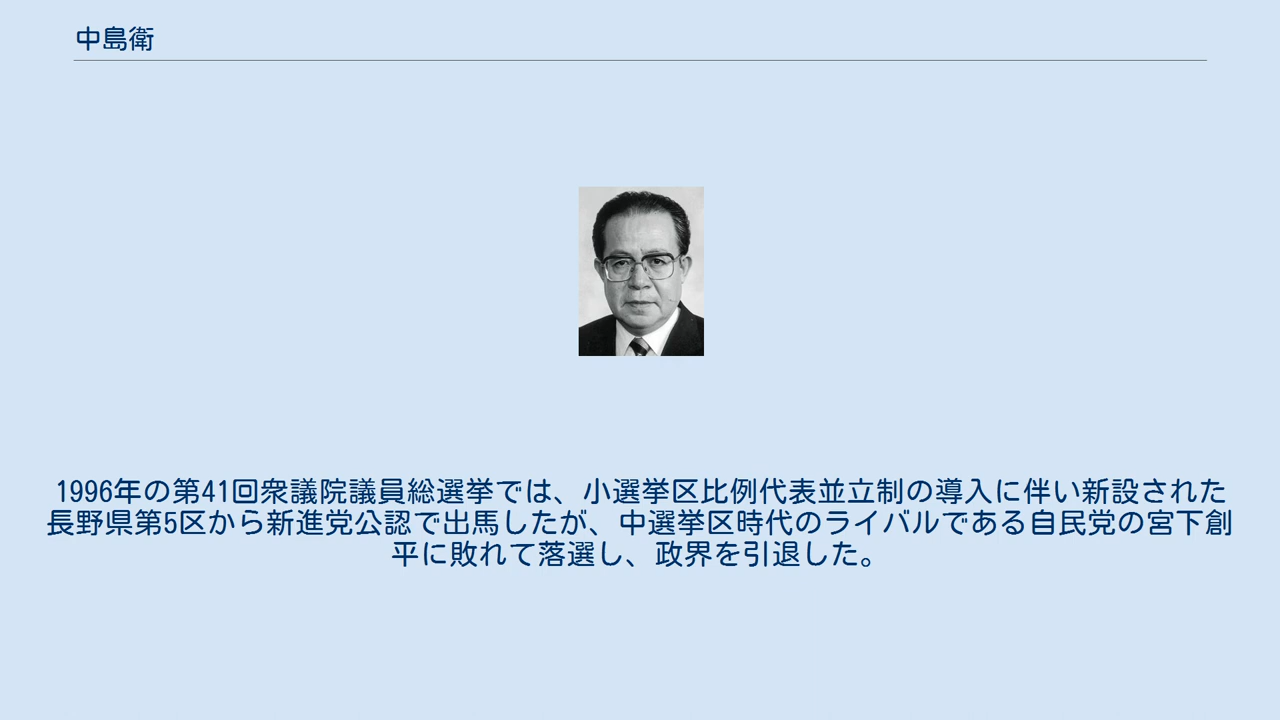 中島衛
1996年の第41回衆議院議員総選挙では、小選挙区比例代表並立制の導入に伴い新設された
長野県第5区から新進党公認で出馬したが、中選挙区時代のライバルである自民党の宮下創
平に敗れて落選し、政界を引退した。